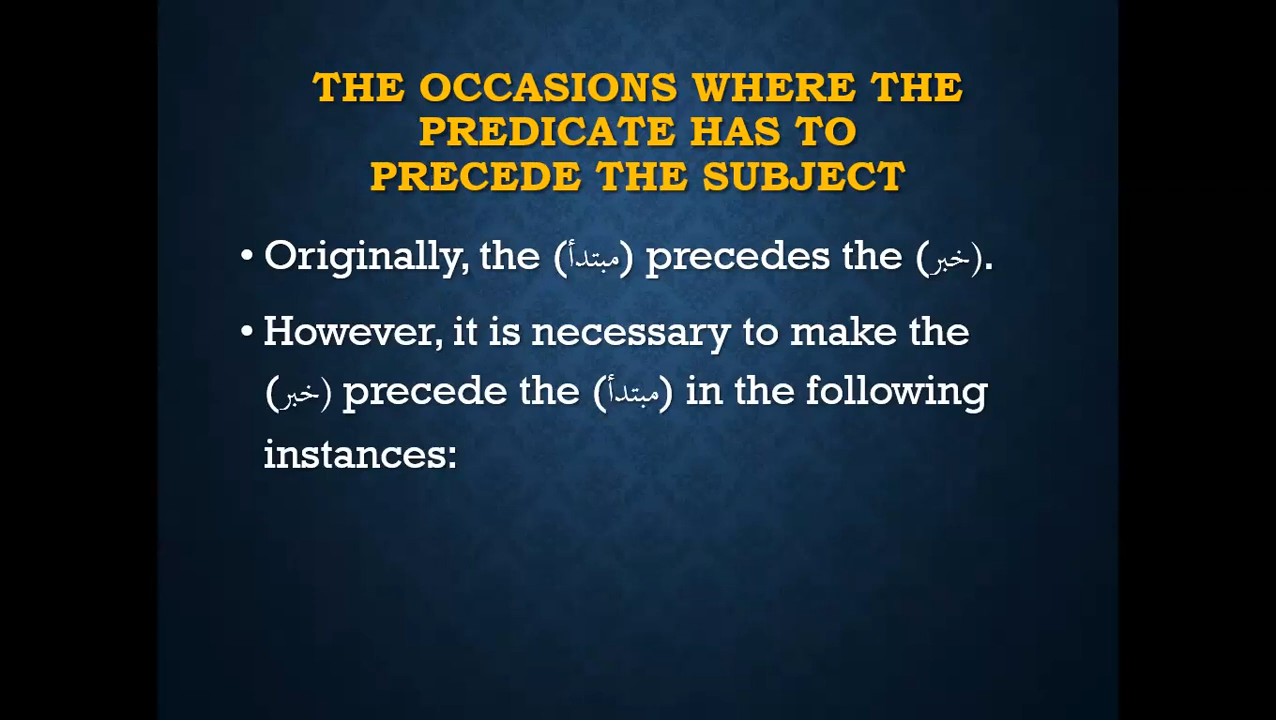 THE OCCASIONS WHERE THE
PREDICATE HAS TO
PRECEDE THE SUBJECT
• Originally, the (مبتدأ) precedes the (خبر).
• However, it is necessary to make the
(خبر) precede the (مبتدأ) in the following
instances: